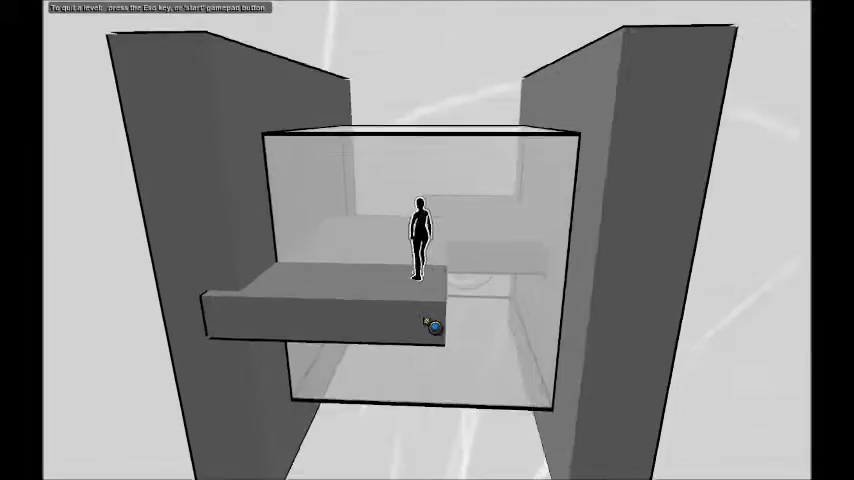 To quit a level: press the Esc key, or 'start' gamepad button